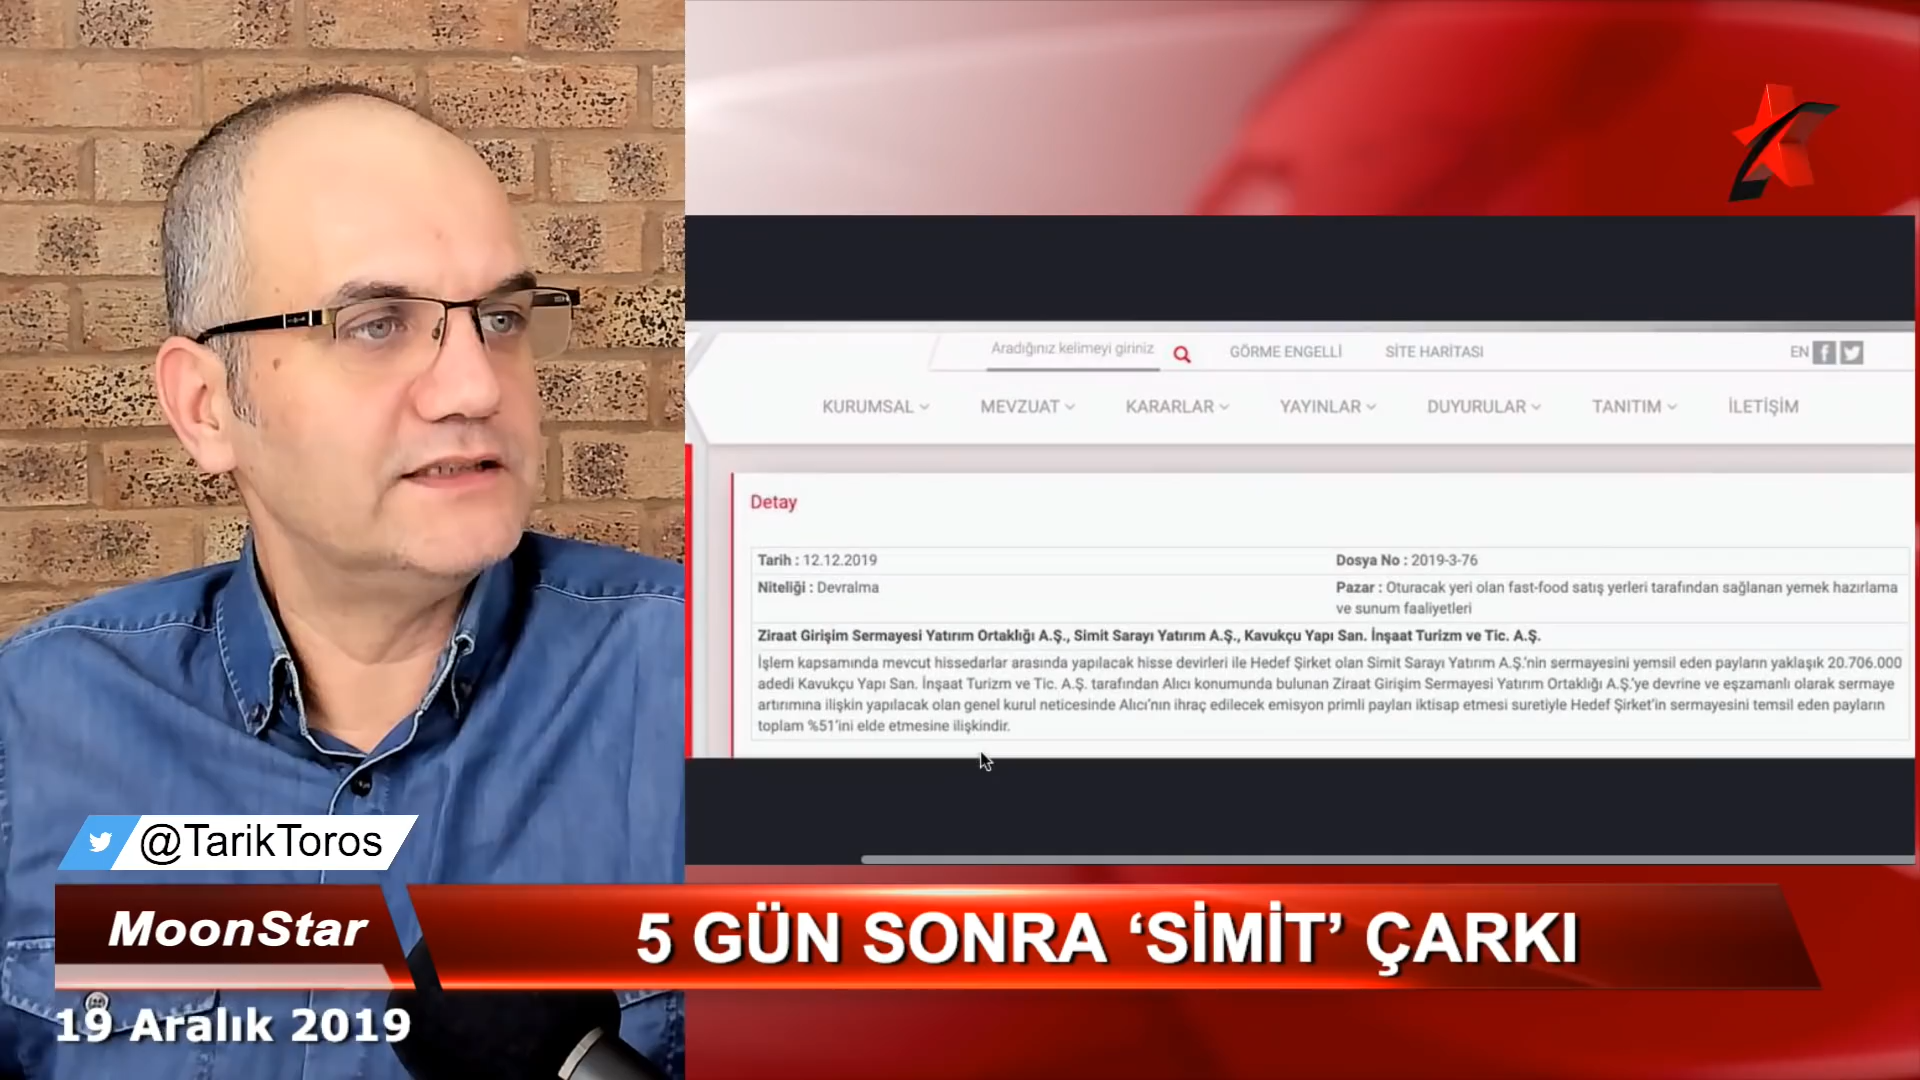 Aradığınız kelimeyi giriniz
GÖRME ENGELLİ
SİTE HARİTASI
EN
KURUMSAL
MEVZUAT
KARARLAR
YAYINLAR
DUYURULAR
TANITIM
İLETİŞİM
Detay
Tarih : 12.12.2019
Dosya No : 2019-3-76
Niteliği : Devralma
Pazar : Oturacak yeri olan fast-food satış yerleri tarafından sağlanan yemek hazırlama
ve sunum faaliyetleri
Ziraat Girişim Sermayesi Yatırım Ortaklığı A.Ş., Simit Sarayı Yatırım A.Ş., Kavukçu Yapı San. İnşaat Turizm ve Tic. A.Ş.
İşlem kapsamında mevcut hissedarlar arasında yapılacak hisse devirleri ile Hedef Şirket olan Simit Sarayı Yatırım A.Ş.'nin sermayesini yemsil eden payların yaklaşık 20.706.000
adedi Kavukçu Yapı San. İnşaat Turizm ve Tic. A.Ş. tarafından Alıcı konumunda bulunan Ziraat Girişim Sermayesi Yatırım Ortaklığı A.Ş.'ye devrine ve eşzamanlı olarak sermaye
artırımına ilişkin yapılacak olan genel kurul neticesinde Alıcı'nın ihraç edilecek emisyon primli payları iktisap etmesi suretiyle Hedef Şirket'in sermayesini temsil eden payların
toplam %51'ini elde etmesine ilişkindir.
@TarikToros
MoonStar
5 GÜN SONRA ‘SİMİT’ ÇARKI
19 Aralık 2019